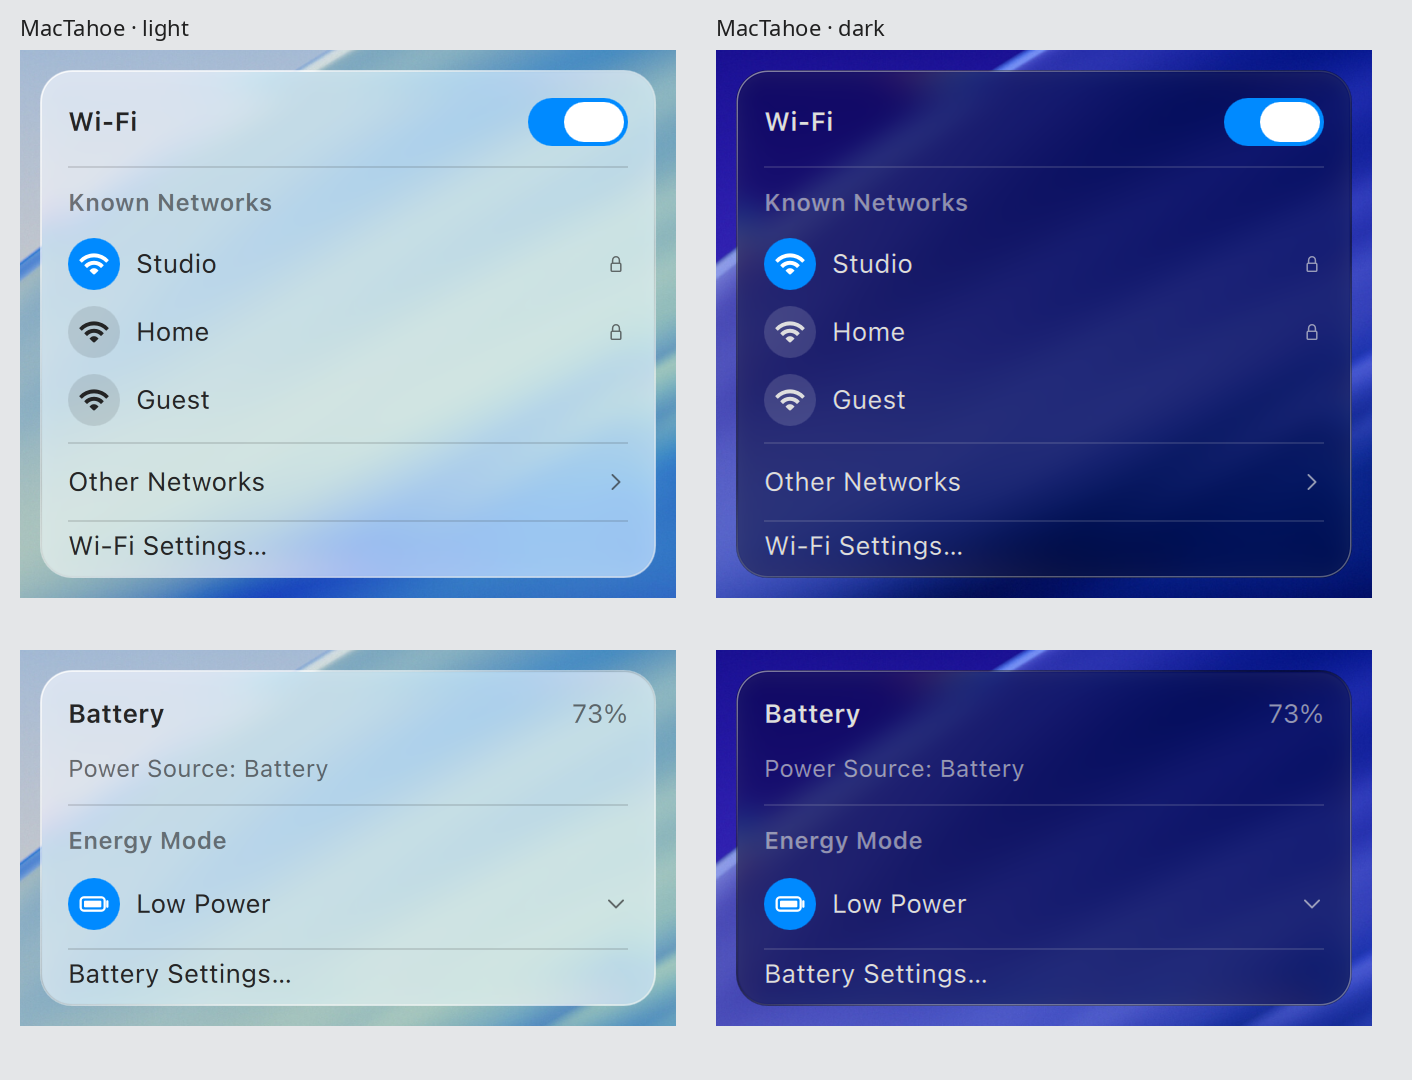 MacTahoe · light
Wi-Fi
Known Networks
Studio
Home
Guest
Other Networks
Wi-Fi Settings...
MacTahoe · dark
Wi-Fi
Known Networks
Studio
Home
Guest
Other Networks
Wi-Fi Settings...
Battery 73%
Power Source: Battery
Energy Mode
Low Power
Battery Settings...
Battery 73%
Power Source: Battery
Energy Mode
Low Power
Battery Settings...